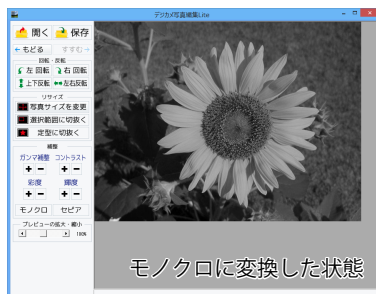 デジカメ写真編集Lite
開く 保存
←もどる すすむ→
回転・反転
左 回転 右 回転
上下反転 左右反転
リサイズ
写真サイズを変更
選択範囲に切抜く
定型に切抜く
補整
ガンマ補整 コントラスト
+ − + −
彩度 輝度
+ − + −
モノクロ セピア
プレビューの拡大・縮小
100%
モノクロに変換した状態